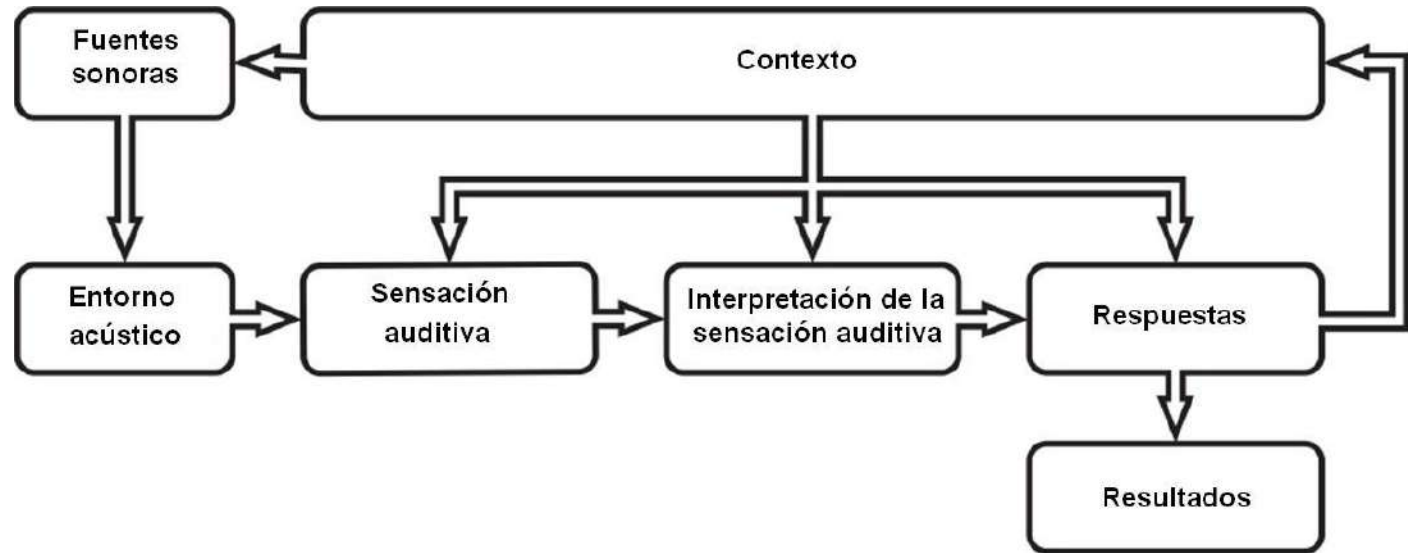 Fuentes
sonoras
Contexto
Entorno
acústico
Sensación
auditiva
Interpretación de la
sensación auditiva
Respuestas
Resultados